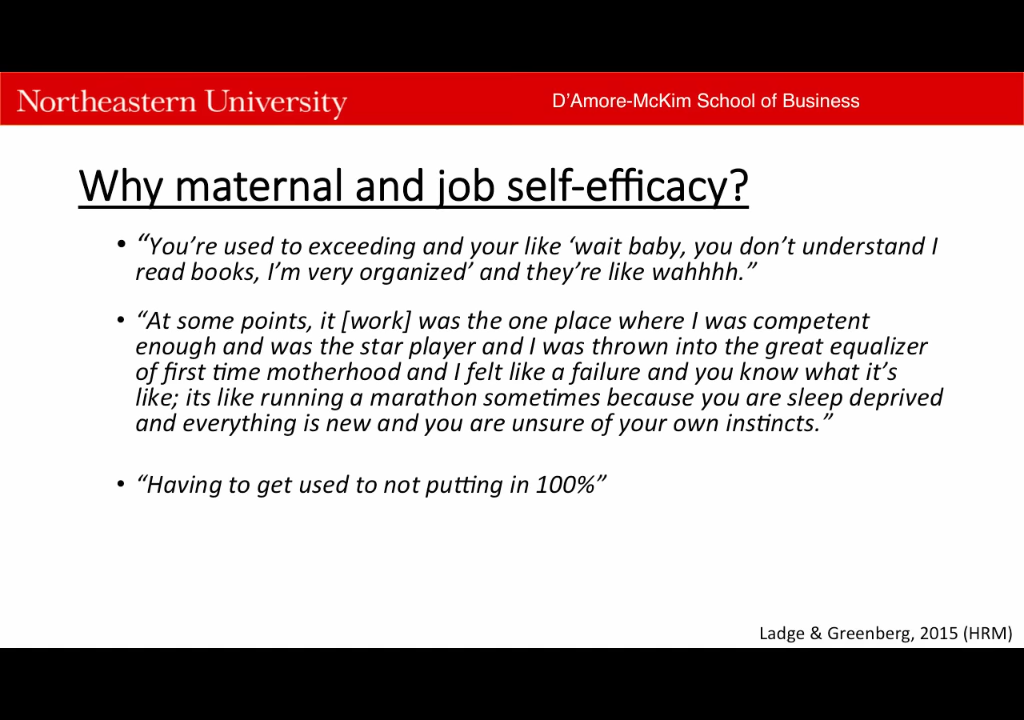 Northeastern University
D'Amore-McKim School of Business
Why maternal and job self-efficacy?
• “You’re used to exceeding and your like ‘wait baby, you don’t understand I
read books, I’m very organized’ and they’re like wahhhh.”
• “At some points, it [work] was the one place where I was competent
enough and was the star player and I was thrown into the great equalizer
of first time motherhood and I felt like a failure and you know what it’s
like; its like running a marathon sometimes because you are sleep deprived
and everything is new and you are unsure of your own instincts.”
• “Having to get used to not putting in 100%”
Ladge & Greenberg, 2015 (HRM)